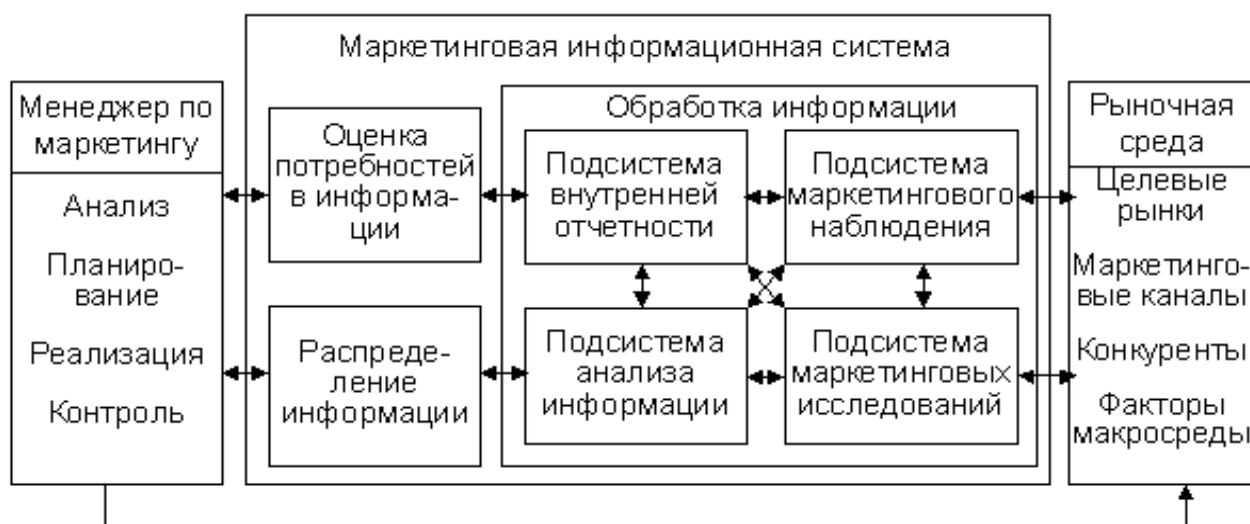 Маркетинговая информационная система
Менеджер по
маркетингу
Анализ
Планиро-
вание
Реализация
Контроль
Оценка
потребностей
в информа-
ции
Распреде-
ление
информации
Обработка информации
Подсистема
внутренней
отчетности
Подсистема
маркетингового
наблюдения
Подсистема
анализа
информации
Подсистема
маркетинговых
исследований
Рыночная
среда
Целевые
рынки
Маркетинго-
вые каналы
Конкуренты
Факторы
макросреды